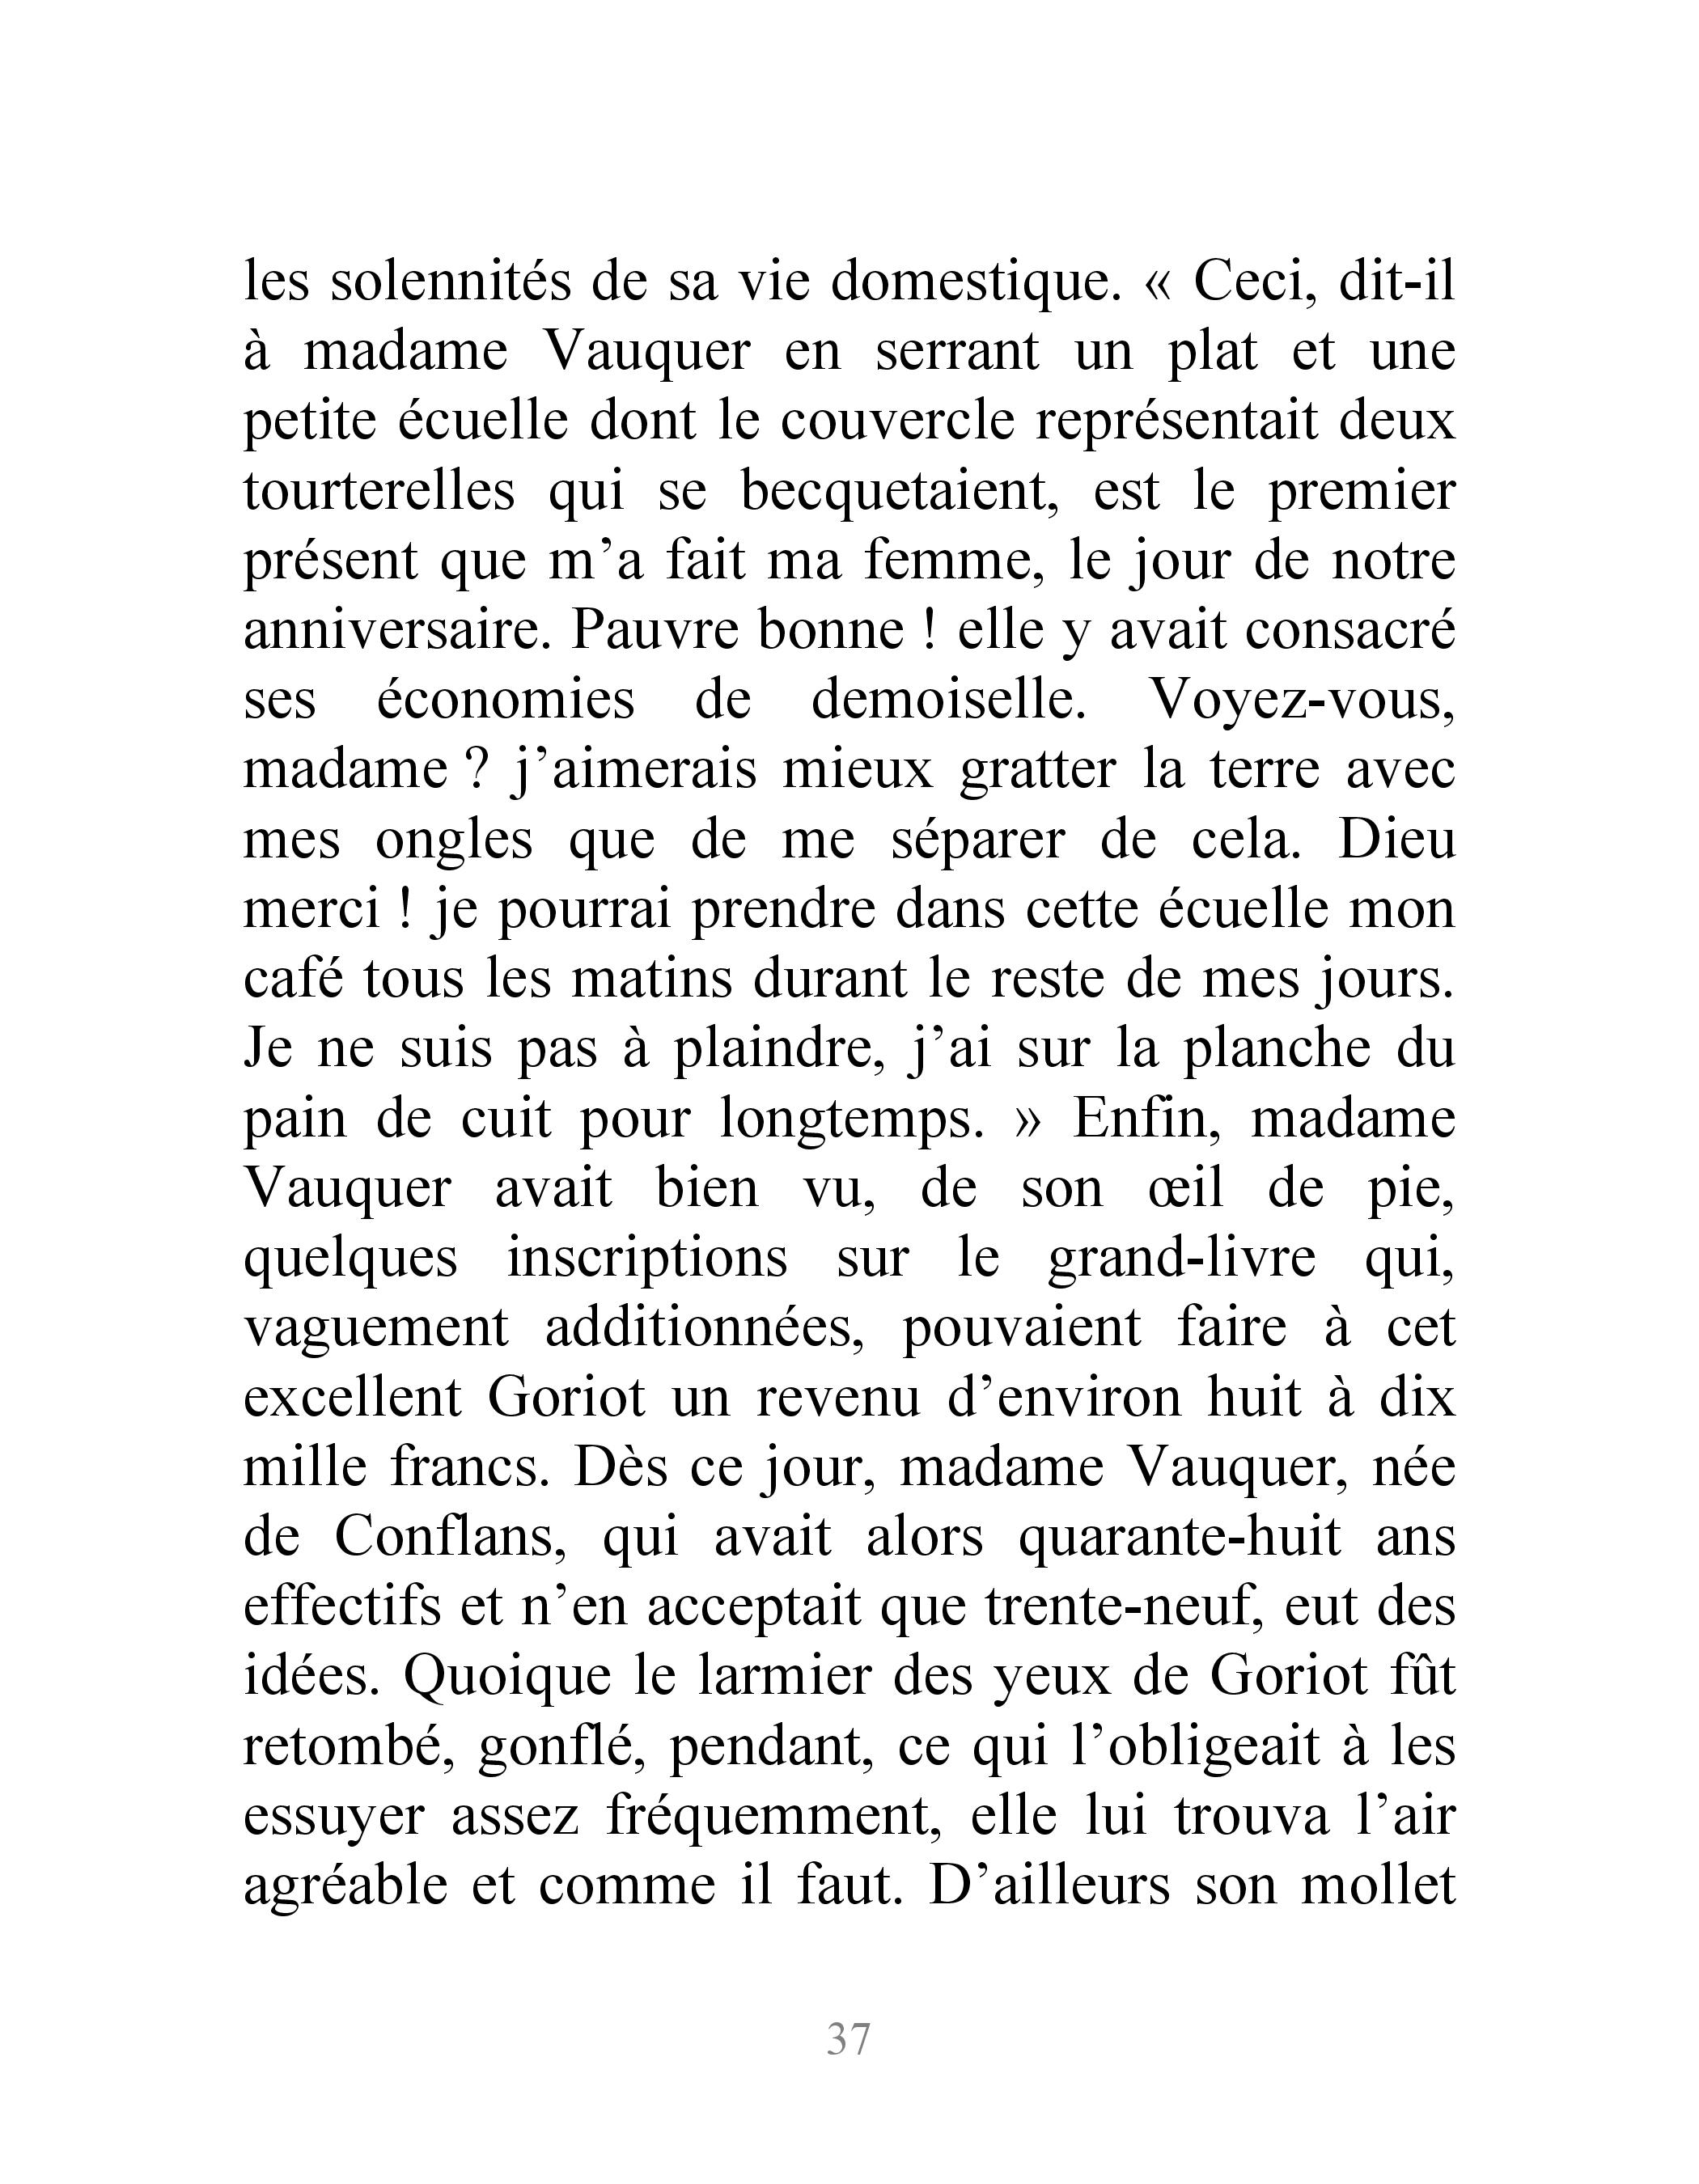 les solennités de sa vie domestique. « Ceci, dit-il
à madame Vauquer en serrant un plat et une
petite écuelle dont le couvercle représentait deux
tourterelles qui se becquetaient, est le premier
présent que m’a fait ma femme, le jour de notre
anniversaire. Pauvre bonne ! elle y avait consacré
ses économies de demoiselle. Voyez-vous,
madame ? j’aimerais mieux gratter la terre avec
mes ongles que de me séparer de cela. Dieu
merci ! je pourrai prendre dans cette écuelle mon
café tous les matins durant le reste de mes jours.
Je ne suis pas à plaindre, j’ai sur la planche du
pain de cuit pour longtemps. » Enfin, madame
Vauquer avait bien vu, de son œil de pie,
quelques inscriptions sur le grand-livre qui,
vaguement additionnées, pouvaient faire à cet
excellent Goriot un revenu d’environ huit à dix
mille francs. Dès ce jour, madame Vauquer, née
de Conflans, qui avait alors quarante-huit ans
effectifs et n’en acceptait que trente-neuf, eut des
idées. Quoique le larmier des yeux de Goriot fût
retombé, gonflé, pendant, ce qui l’obligeait à les
essuyer assez fréquemment, elle lui trouva l’air
agréable et comme il faut. D’ailleurs son mollet
37